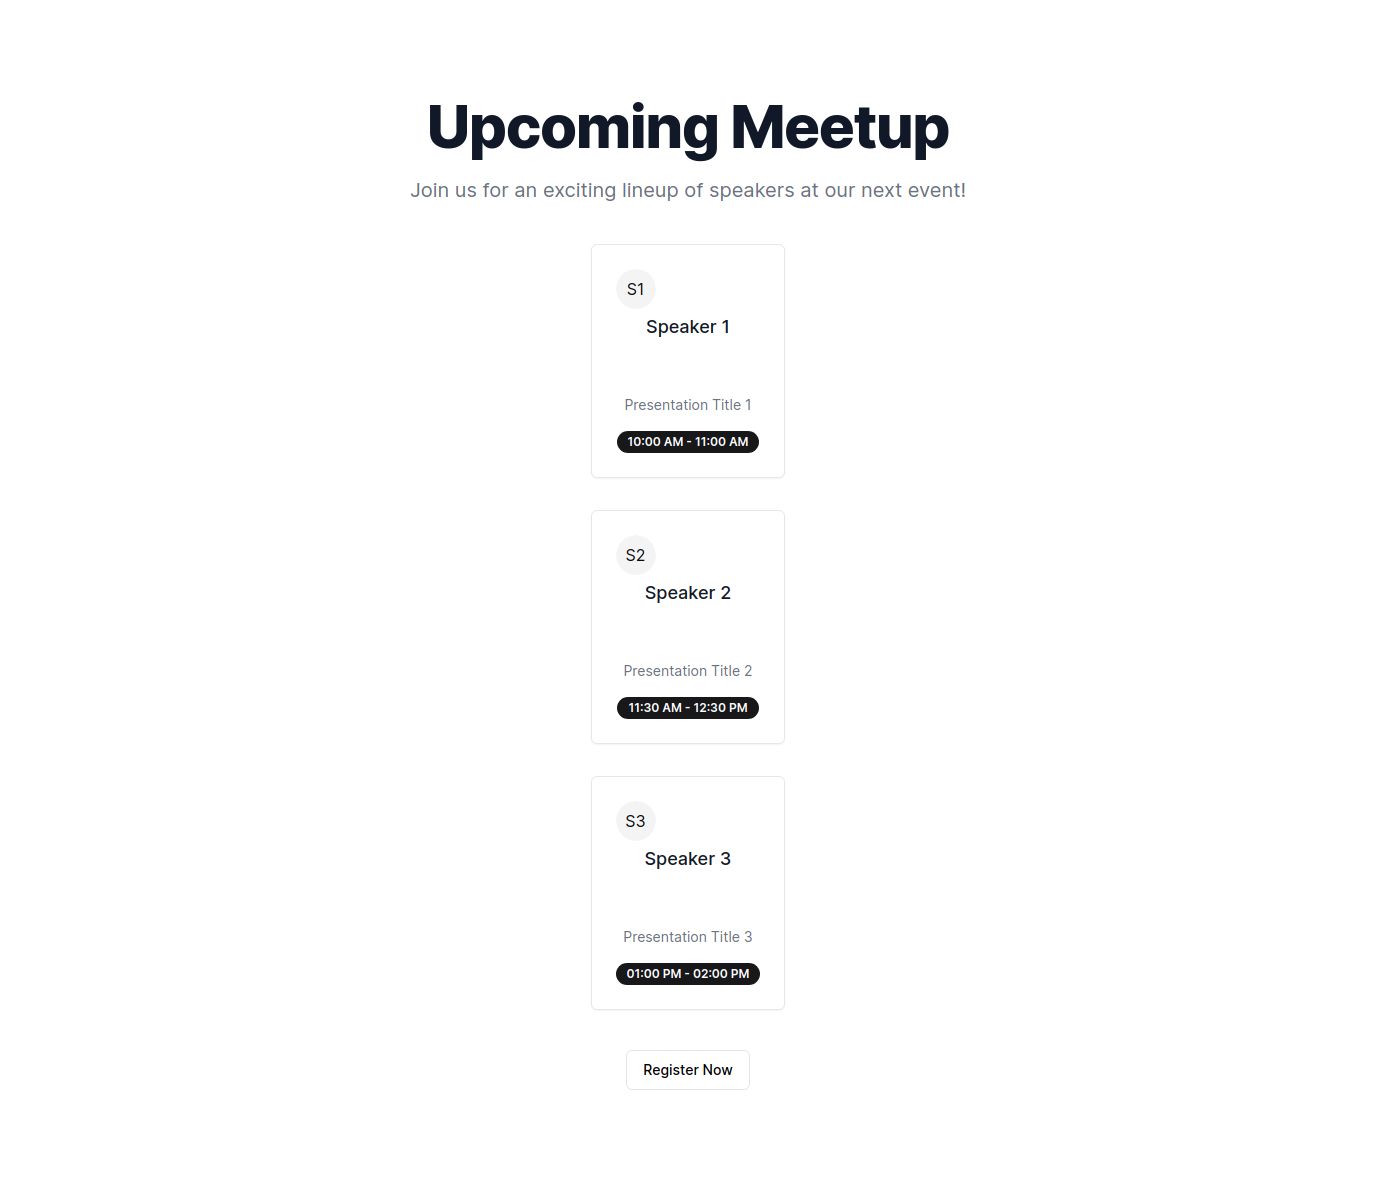 Upcoming Meetup
Join us for an exciting lineup of speakers at our next event!
S1
Speaker 1
Presentation Title 1
10:00 AM - 11:00 AM
S2
Speaker 2
Presentation Title 2
11:30 AM - 12:30 PM
S3
Speaker 3
Presentation Title 3
01:00 PM - 02:00 PM
Register Now